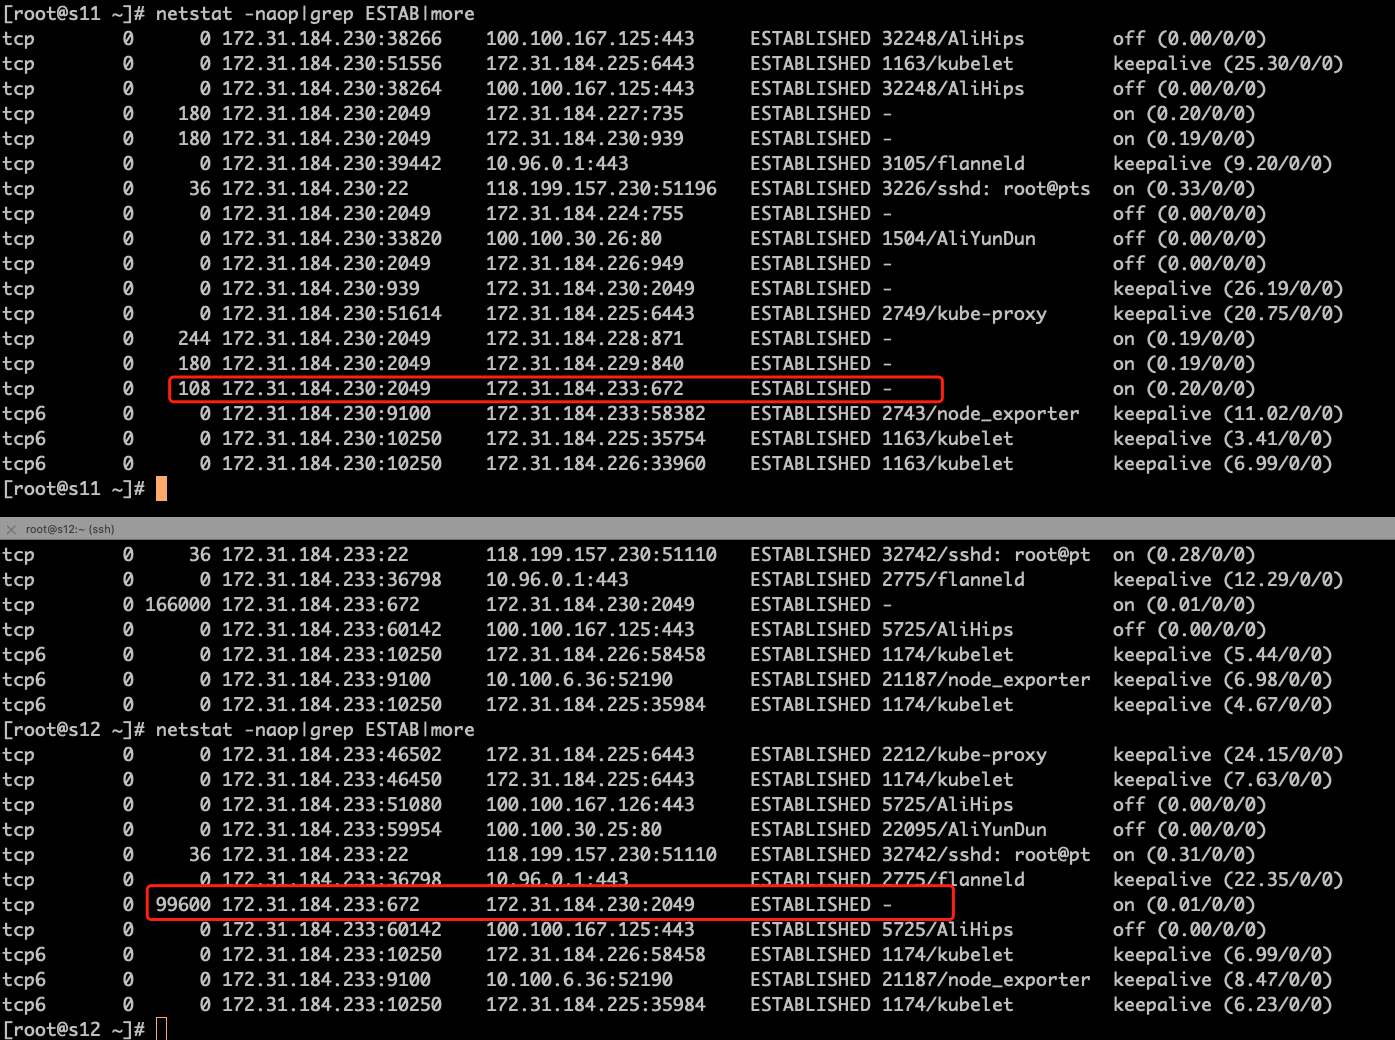 [root@s11 ~]# netstat -naop|grep ESTAB|more
tcp        0      0 172.31.184.230:38266    100.100.167.125:443     ESTABLISHED 32248/AliHips        off (0.00/0/0)
tcp        0      0 172.31.184.230:51556    172.31.184.225:6443     ESTABLISHED 1163/kubelet         keepalive (25.30/0/0)
tcp        0      0 172.31.184.230:38264    100.100.167.125:443     ESTABLISHED 32248/AliHips        off (0.00/0/0)
tcp        0    180 172.31.184.230:2049     172.31.184.227:735      ESTABLISHED -                    on (0.20/0/0)
tcp        0    180 172.31.184.230:2049     172.31.184.230:939      ESTABLISHED -                    on (0.19/0/0)
tcp        0      0 172.31.184.230:39442    10.96.0.1:443           ESTABLISHED 3105/flanneld        keepalive (9.20/0/0)
tcp        0     36 172.31.184.230:22       118.199.157.230:51196   ESTABLISHED 3226/sshd: root@pts  on (0.33/0/0)
tcp        0      0 172.31.184.230:2049     172.31.184.224:755      ESTABLISHED -                    off (0.00/0/0)
tcp        0      0 172.31.184.230:33820    100.100.30.26:80        ESTABLISHED 1504/AliYunDun       off (0.00/0/0)
tcp        0      0 172.31.184.230:2049     172.31.184.226:949      ESTABLISHED -                    off (0.00/0/0)
tcp        0      0 172.31.184.230:939      172.31.184.230:2049     ESTABLISHED -                    keepalive (26.19/0/0)
tcp        0      0 172.31.184.230:51614    172.31.184.225:6443     ESTABLISHED 2749/kube-proxy      keepalive (20.75/0/0)
tcp        0    244 172.31.184.230:2049     172.31.184.228:871      ESTABLISHED -                    on (0.19/0/0)
tcp        0    180 172.31.184.230:2049     172.31.184.229:840      ESTABLISHED -                    on (0.19/0/0)
tcp        0    108 172.31.184.230:2049     172.31.184.233:672      ESTABLISHED -                    on (0.20/0/0)
tcp6       0      0 172.31.184.230:9100     172.31.184.233:58382    ESTABLISHED 2743/node_exporter   keepalive (11.02/0/0)
tcp6       0      0 172.31.184.230:10250    172.31.184.225:35754    ESTABLISHED 1163/kubelet         keepalive (3.41/0/0)
tcp6       0      0 172.31.184.230:10250    172.31.184.226:33960    ESTABLISHED 1163/kubelet         keepalive (6.99/0/0)
[root@s11 ~]#
root@s12:~ (ssh)
tcp        0     36 172.31.184.233:22       118.199.157.230:51110   ESTABLISHED 32742/sshd: root@pt  on (0.28/0/0)
tcp        0      0 172.31.184.233:36798    10.96.0.1:443           ESTABLISHED 2775/flanneld        keepalive (12.29/0/0)
tcp        0 166000 172.31.184.233:672      172.31.184.230:2049     ESTABLISHED -                    on (0.01/0/0)
tcp        0      0 172.31.184.233:60142    100.100.167.125:443     ESTABLISHED 5725/AliHips         off (0.00/0/0)
tcp6       0      0 172.31.184.233:10250    172.31.184.226:58458    ESTABLISHED 1174/kubelet         keepalive (5.44/0/0)
tcp6       0      0 172.31.184.233:9100     10.100.6.36:52190       ESTABLISHED 21187/node_exporter  keepalive (6.98/0/0)
tcp6       0      0 172.31.184.233:10250    172.31.184.225:35984    ESTABLISHED 1174/kubelet         keepalive (4.67/0/0)
[root@s12 ~]# netstat -naop|grep ESTAB|more
tcp        0      0 172.31.184.233:46502    172.31.184.225:6443     ESTABLISHED 2212/kube-proxy      keepalive (24.15/0/0)
tcp        0      0 172.31.184.233:46450    172.31.184.225:6443     ESTABLISHED 1174/kubelet         keepalive (7.63/0/0)
tcp        0      0 172.31.184.233:51080    100.100.167.126:443     ESTABLISHED 5725/AliHips         off (0.00/0/0)
tcp        0      0 172.31.184.233:59954    100.100.30.25:80        ESTABLISHED 22095/AliYunDun      off (0.00/0/0)
tcp        0     36 172.31.184.233:22       118.199.157.230:51110   ESTABLISHED 32742/sshd: root@pt  on (0.31/0/0)
tcp        0      0 172.31.184.233:36798    10.96.0.1:443           ESTABLISHED 2775/flanneld        keepalive (22.35/0/0)
tcp        0  99600 172.31.184.233:672      172.31.184.230:2049     ESTABLISHED -                    on (0.01/0/0)
tcp        0      0 172.31.184.233:60142    100.100.167.125:443     ESTABLISHED 5725/AliHips         off (0.00/0/0)
tcp6       0      0 172.31.184.233:10250    172.31.184.226:58458    ESTABLISHED 1174/kubelet         keepalive (6.99/0/0)
tcp6       0      0 172.31.184.233:9100     10.100.6.36:52190       ESTABLISHED 21187/node_exporter  keepalive (8.47/0/0)
tcp6       0      0 172.31.184.233:10250    172.31.184.225:35984    ESTABLISHED 1174/kubelet         keepalive (6.23/0/0)
[root@s12 ~]#